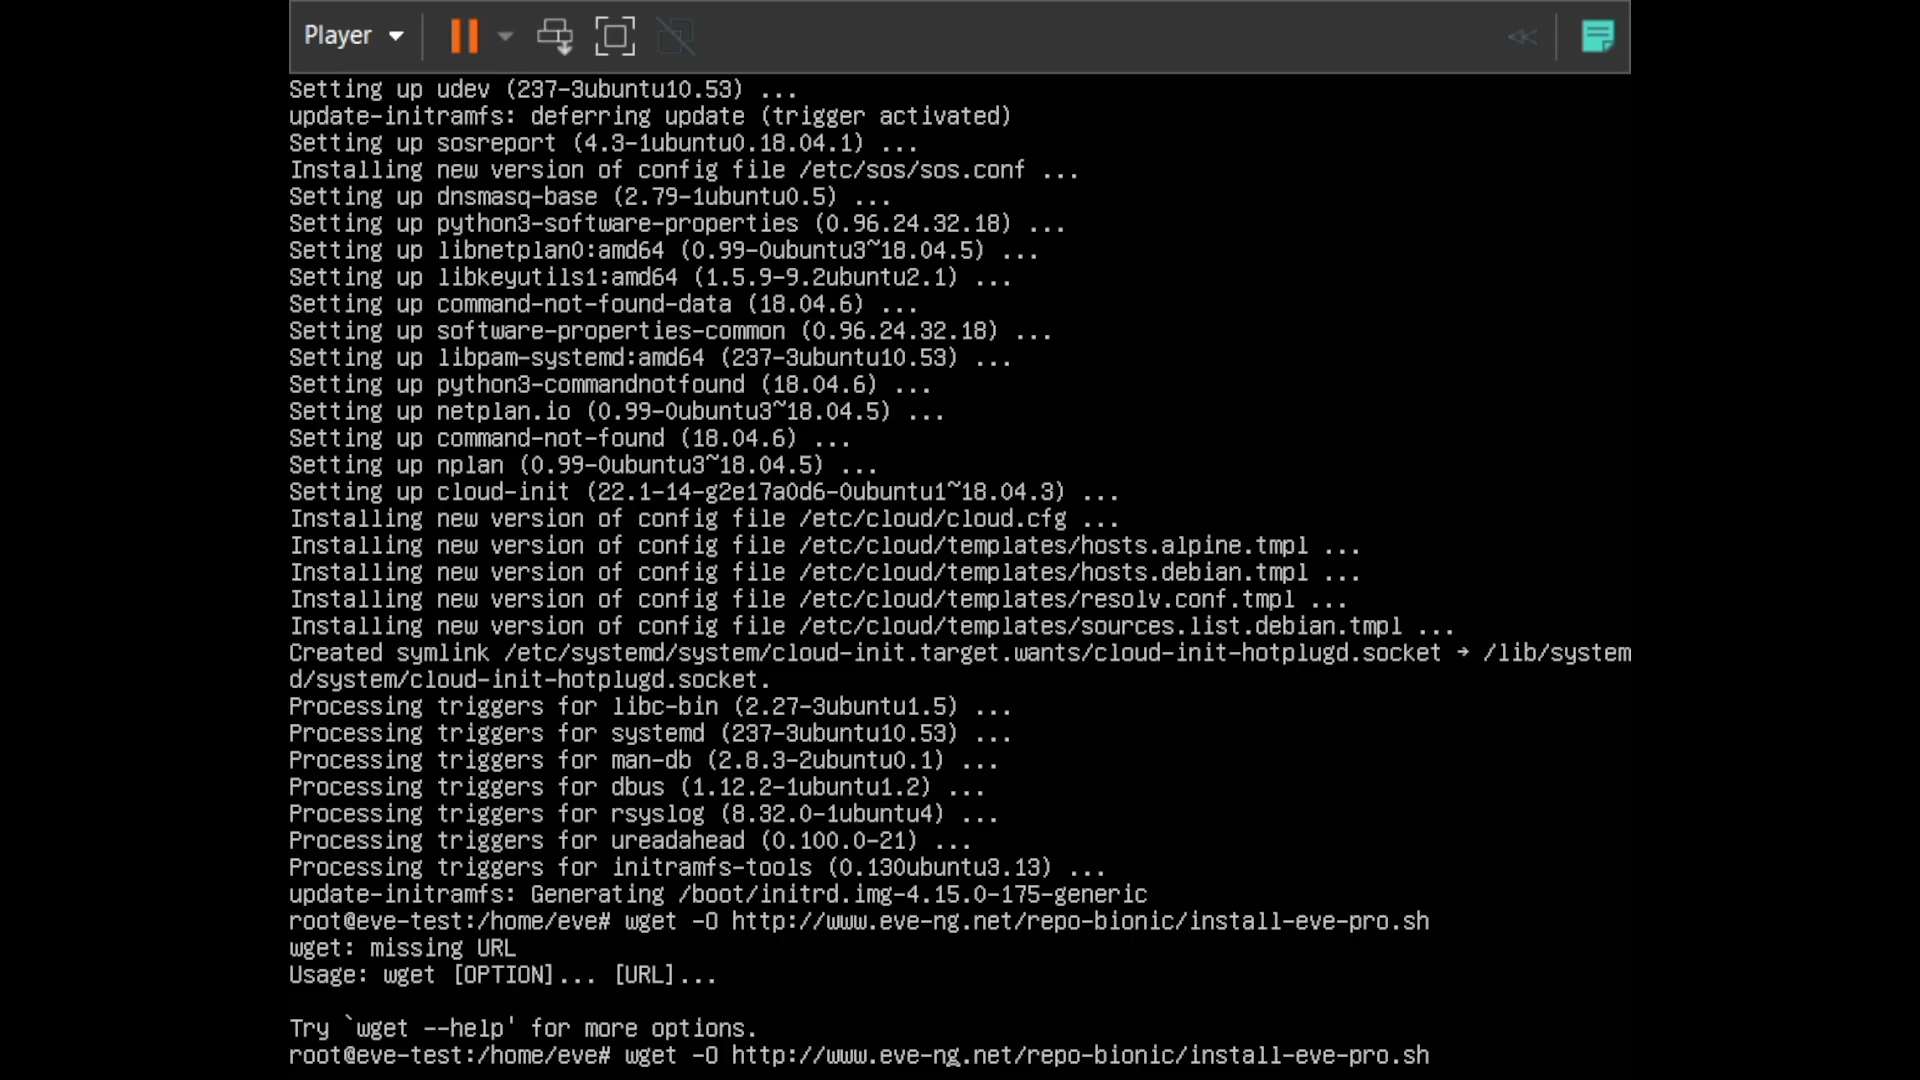 Player
Setting up udev (237-3ubuntu10.53) ...
update-initramfs: deferring update (trigger activated)
Setting up sosreport (4.3-1ubuntu0.18.04.1) ...
Installing new version of config file /etc/sos/sos.conf ...
Setting up dnsmasq-base (2.79-1ubuntu0.5) ...
Setting up python3-software-properties (0.96.24.32.18) ...
Setting up libnetplan0:amd64 (0.99-0ubuntu3~18.04.5) ...
Setting up libkeyutils1:amd64 (1.5.9-9.2ubuntu2.1) ...
Setting up command-not-found-data (18.04.6) ...
Setting up software-properties-common (0.96.24.32.18) ...
Setting up libpam-systemd:amd64 (237-3ubuntu10.53) ...
Setting up python3-commandnotfound (18.04.6) ...
Setting up netplan.io (0.99-0ubuntu3~18.04.5) ...
Setting up command-not-found (18.04.6) ...
Setting up nplan (0.99-0ubuntu3~18.04.5) ...
Setting up cloud-init (22.1-14-g2e17a0d6-0ubuntu1~18.04.3) ...
Installing new version of config file /etc/cloud/cloud.cfg ...
Installing new version of config file /etc/cloud/templates/hosts.alpine.tmpl ...
Installing new version of config file /etc/cloud/templates/hosts.debian.tmpl ...
Installing new version of config file /etc/cloud/templates/resolv.conf.tmpl ...
Installing new version of config file /etc/cloud/templates/sources.list.debian.tmpl ...
Created symlink /etc/systemd/system/cloud-init.target.wants/cloud-init-hotplugd.socket → /lib/system
d/system/cloud-init-hotplugd.socket.
Processing triggers for libc-bin (2.27-3ubuntu1.5) ...
Processing triggers for systemd (237-3ubuntu10.53) ...
Processing triggers for man-db (2.8.3-2ubuntu0.1) ...
Processing triggers for dbus (1.12.2-1ubuntu1.2) ...
Processing triggers for rsyslog (8.32.0-1ubuntu4) ...
Processing triggers for ureadahead (0.100.0-21) ...
Processing triggers for initramfs-tools (0.130ubuntu3.13) ...
update-initramfs: Generating /boot/initrd.img-4.15.0-175-generic
root@eve-test:/home/eve# wget -O http://www.eve-ng.net/repo-bionic/install-eve-pro.sh
wget: missing URL
Usage: wget [OPTION]... [URL]...
Try `wget --help' for more options.
root@eve-test:/home/eve# wget -O http://www.eve-ng.net/repo-bionic/install-eve-pro.sh